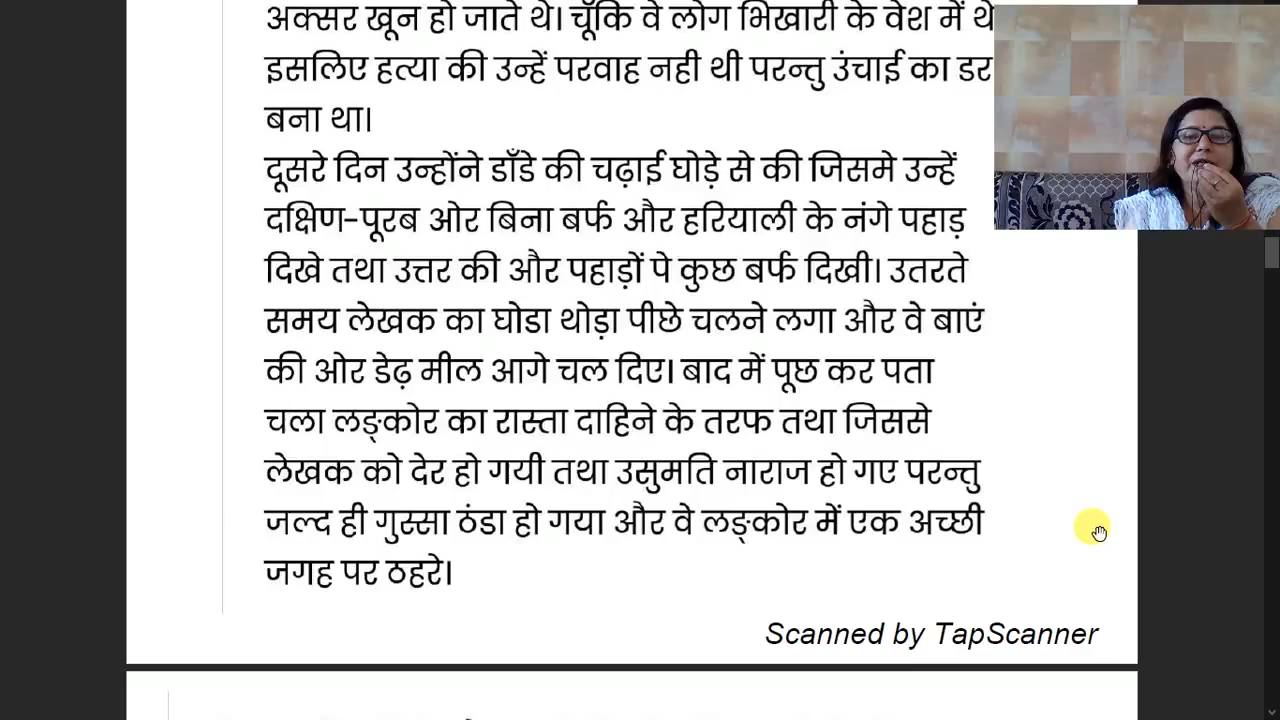 अक्सर खून हो जाते थे। चूँकि वे लोग भिखारी के वेश में थे
इसलिए हत्या की उन्हें परवाह नही थी परन्तु उंचाई का डर
बना था।
दूसरे दिन उन्होंने डाँडे की चढ़ाई घोड़े से की जिसमे उन्हें
दक्षिण-पूरब ओर बिना बर्फ और हरियाली के नंगे पहाड़
दिखे तथा उत्तर की और पहाड़ों पे कुछ बर्फ दिखी। उतरते
समय लेखक का घोडा थोड़ा पीछे चलने लगा और वे बाएं
की ओर डेढ़ मील आगे चल दिए। बाद में पूछ कर पता
चला लङ्कोर का रास्ता दाहिने के तरफ तथा जिससे
लेखक को देर हो गयी तथा उसुमति नाराज हो गए परन्तु
जल्द ही गुस्सा ठंडा हो गया और वे लङ्कोर में एक अच्छी
जगह पर ठहरे।
Scanned by TapScanner